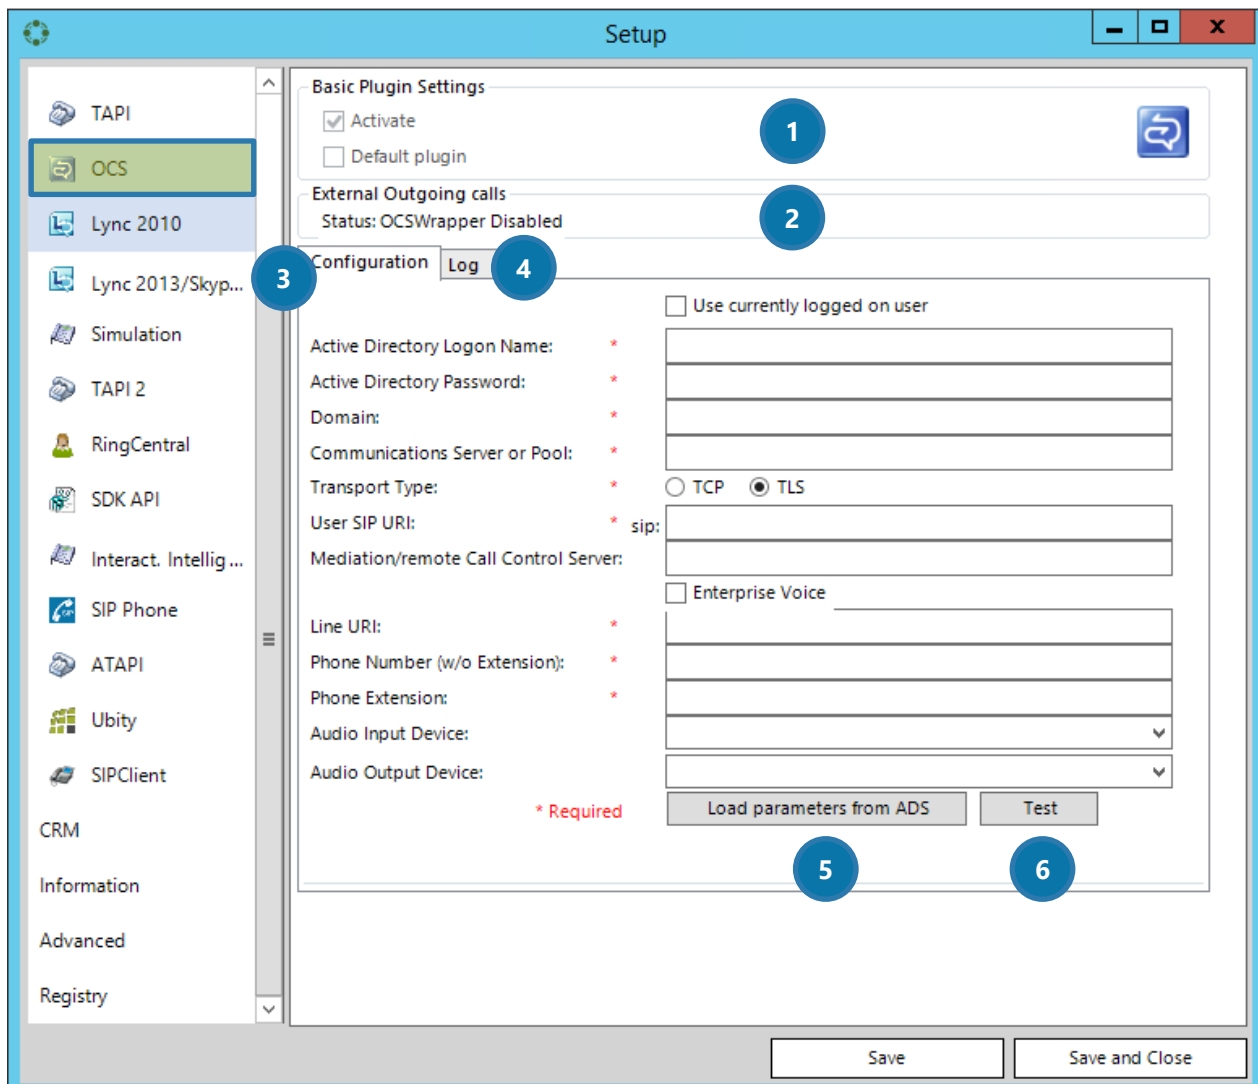 Setup
TAPI
OCS
Lync 2010
Lync 2013/Skyp...
Simulation
TAPI 2
RingCentral
SDK API
Interact. Intellig ...
SIP Phone
ATAPI
Ubity
SIPClient
CRM
Information
Advanced
Registry
Basic Plugin Settings
Activate
1
Default plugin
External Outgoing calls
Status: OCSWrapper Disabled
2
3
Configuration
Log
4
Use currently logged on user
Active Directory Logon Name: *
Active Directory Password: *
Domain: *
Communications Server or Pool: *
Transport Type: * TCP TLS
User SIP URI: * sip:
Mediation/remote Call Control Server:
Enterprise Voice
Line URI: *
Phone Number (w/o Extension): *
Phone Extension: *
Audio Input Device:
Audio Output Device:
* Required
Load parameters from ADS
Test
5
6
Save
Save and Close